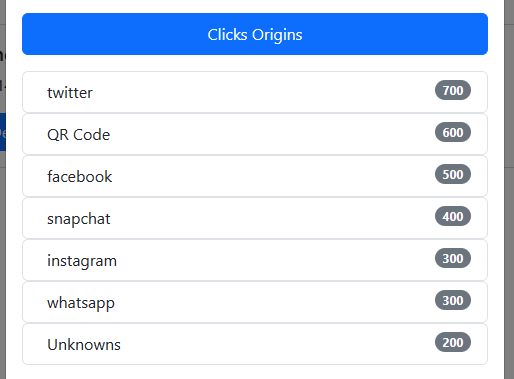 Clicks Origins
twitter 700
QR Code 600
facebook 500
snapchat 400
instagram 300
whatsapp 300
Unknowns 200